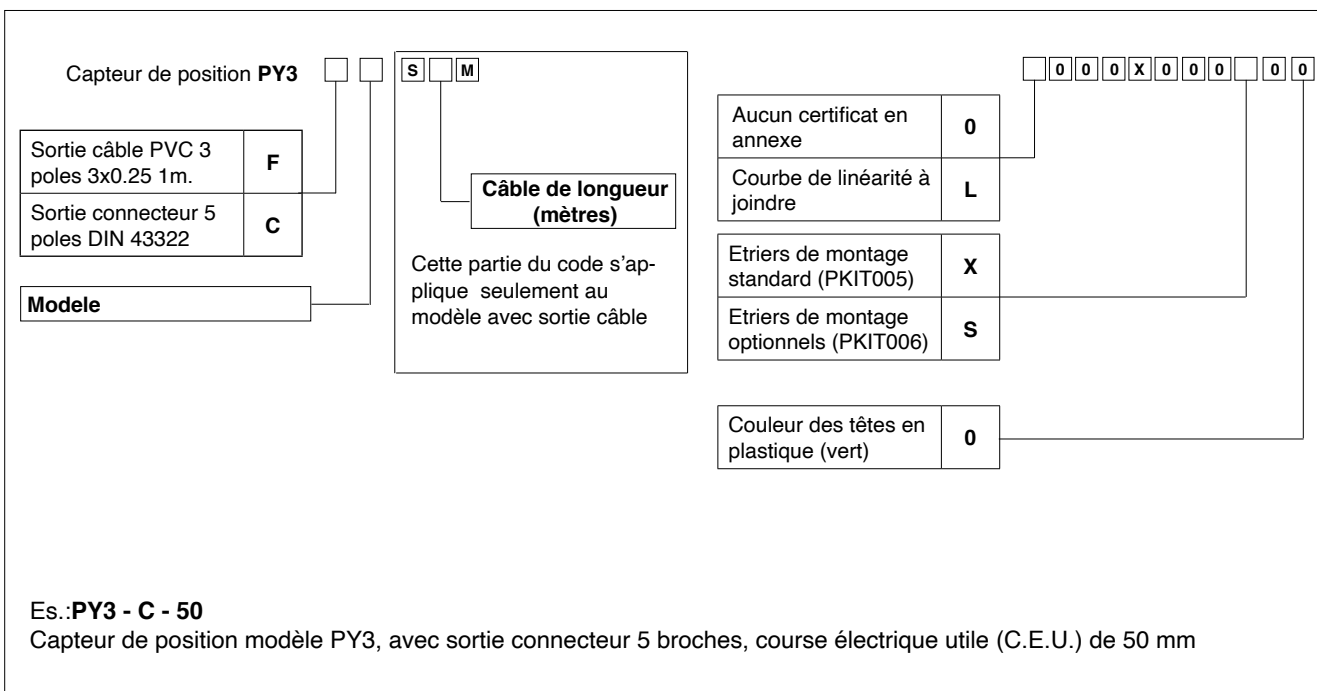 Capteur de position PY3
S M
0 0 0 X 0 0 0 0 0
Sortie câble PVC 3
poles 3x0.25 1m.
F
Sortie connecteur 5
poles DIN 43322
C
Modele
Câble de longueur
(mètres)
Cette partie du code s'ap-
plique seulement au
modèle avec sortie câble
Aucun certificat en
annexe
0
Courbe de linéarité à
joindre
L
Etriers de montage
standard (PKIT005)
X
Etriers de montage
optionnels (PKIT006)
S
Couleur des têtes en
plastique (vert)
0
Es.:PY3 - C - 50
Capteur de position modèle PY3, avec sortie connecteur 5 broches, course électrique utile (C.E.U.) de 50 mm